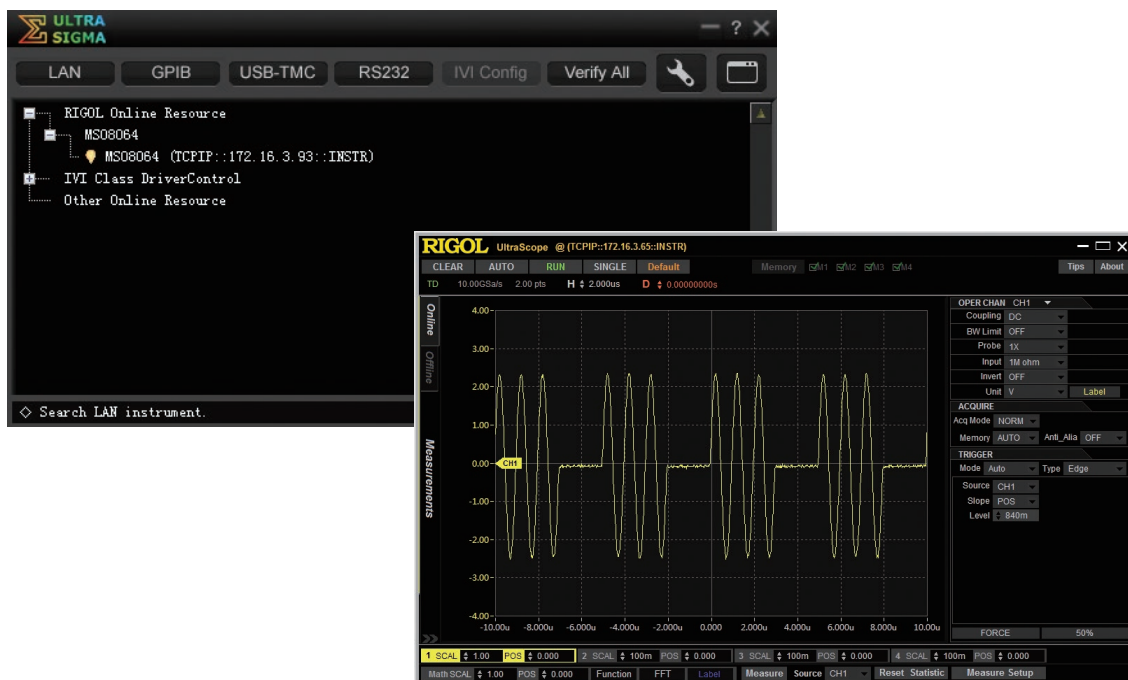 ULTRA
SIGMA
LAN GPIB USB-TMC RS232 IVI Config Verify All
RIGOL Online Resource
MSO8064
MSO8064 (TCPIP::172.16.3.93::INSTR)
IVI Class DriverControl
Other Online Resource
Search LAN instrument.
RIGOL UltraScope @ (TCPIP::172.16.3.65::INSTR)
CLEAR AUTO RUN SINGLE Default Memory M1 M2 M3 M4 Tips About
TD 10.00GSa/s 2.00 pts H 2.000us D 0.00000000s
Online
Offline
Measurements
4.00
3.00
2.00
1.00
0.00
-1.00
-2.00
-3.00
-4.00
CH1
-10.00u -8.000u -6.000u -4.000u -2.000u 0.000 2.000u 4.000u 6.000u 8.000u 10.00u
OPER CHAN CH1
Coupling DC
BW Limit OFF
Probe 1X
Input 1M ohm
Invert OFF
Unit V Label
ACQUIRE
Acq Mode NORM
Memory AUTO Anti_Alia OFF
TRIGGER
Mode Auto Type Edge
Source CH1
Slope POS
Level 840m
FORCE 50%
1 SCAL 1.00 POS 0.000 2 SCAL 100m POS 0.000 3 SCAL 100m POS 0.000 4 SCAL 100m POS 0.000
Math SCAL 1.00 POS 0.000 Function FFT Label Measure Source CH1 Reset Statistic Measure Setup